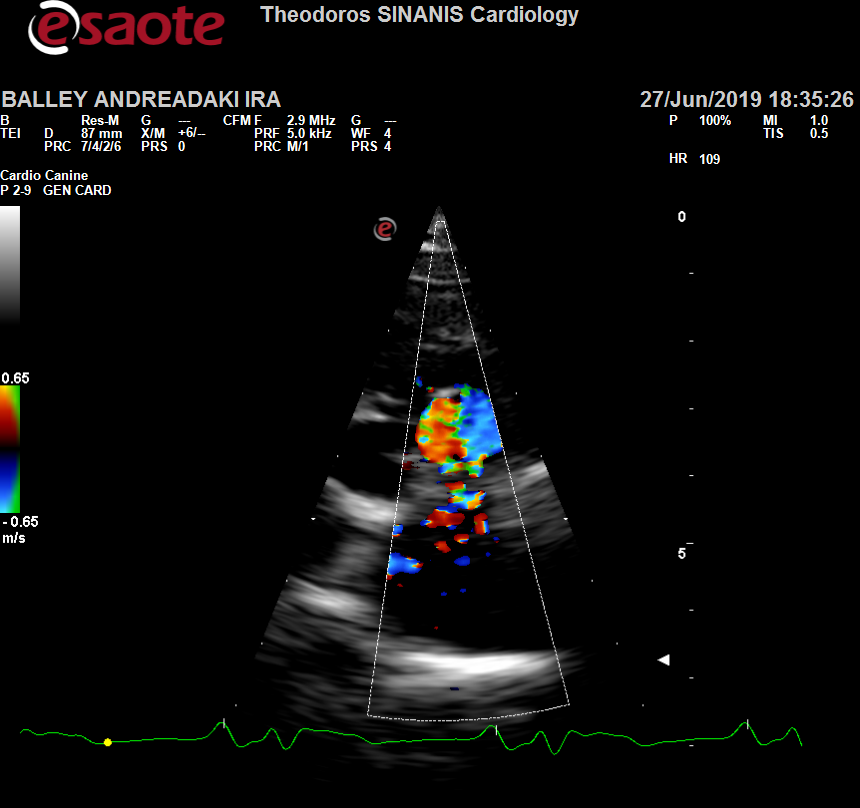 esaote
Theodoros SINANIS Cardiology
BALLEY ANDREADAKI IRA 27/Jun/2019 18:35:26
B Res-M G --- CFM F 2.9 MHz G --- P 100% MI 1.0
TEI D 87 mm X/M +6/-- PRF 5.0 kHz WF 4 TIS 0.5
PRC 7/4/2/6 PRS 0 PRC M/1 PRS 4
HR 109
Cardio Canine
P 2-9 GEN CARD
e
0
0.65
- 0.65
m/s
5